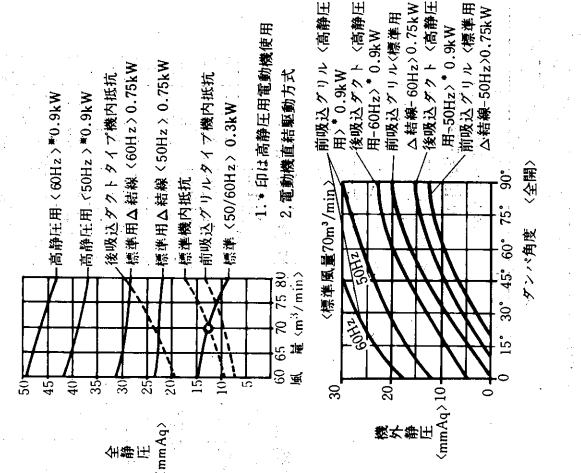 全静圧
〈mmAq〉
50
45
40
35
30
25
20
15
10
5
60 65 70 75 80
風 量〈m³/min〉
高静圧用〈60Hz〉*0.9kW
高静圧用〈50Hz〉*0.9kW
後吸込ダクトタイプ機内抵抗
標準用△結線〈60Hz〉0.75kW
標準用△結線〈50Hz〉0.75kW
標準機内抵抗
前吸込グリルタイプ機内抵抗
標準〈50/60Hz〉0.3kW
1.*印は高静圧用電動機使用
2.電動機直結駆動方式
機外静圧
〈mmAq〉
〈標準風量70m³/min〉
30
20
10
0
60Hz
50Hz
0 15° 30° 45° 60° 75° 90°
ダンパ角度 〈全開〉
前吸込グリル〈高静圧
用〉*0.9kW
後吸込ダクト〈高静圧
用-60Hz〉*0.9kW
前吸込グリル〈標準用
△結線-60Hz〉0.75kW
後吸込ダクト〈高静圧
用-50Hz〉*0.9kW
前吸込グリル〈標準用
△結線-50Hz〉0.75kW